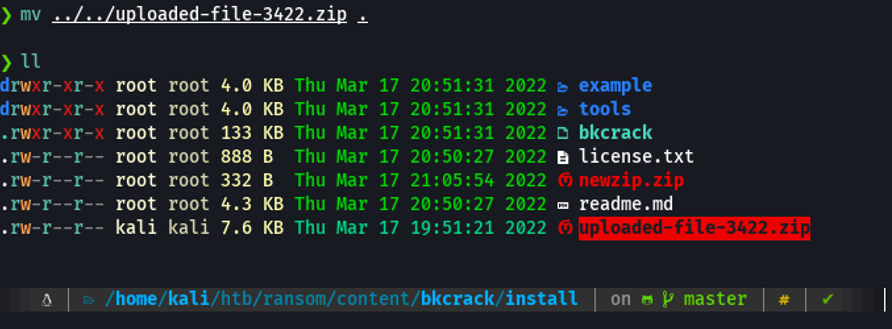 ❯ mv ../../uploaded-file-3422.zip .
❯ ll
drwxr-xr-x root root 4.0 KB Thu Mar 17 20:51:31 2022 example
drwxr-xr-x root root 4.0 KB Thu Mar 17 20:51:31 2022 tools
.rwxr-xr-x root root 133 KB Thu Mar 17 20:51:31 2022 bkcrack
.rw-r--r-- root root 888 B Thu Mar 17 20:50:27 2022 license.txt
.rw-r--r-- root root 332 B Thu Mar 17 21:05:54 2022 newzip.zip
.rw-r--r-- root root 4.3 KB Thu Mar 17 20:50:27 2022 readme.md
.rw-r--r-- kali kali 7.6 KB Thu Mar 17 19:51:21 2022 uploaded-file-3422.zip
/home/kali/htb/ransom/content/bkcrack/install | on master | # | ✔